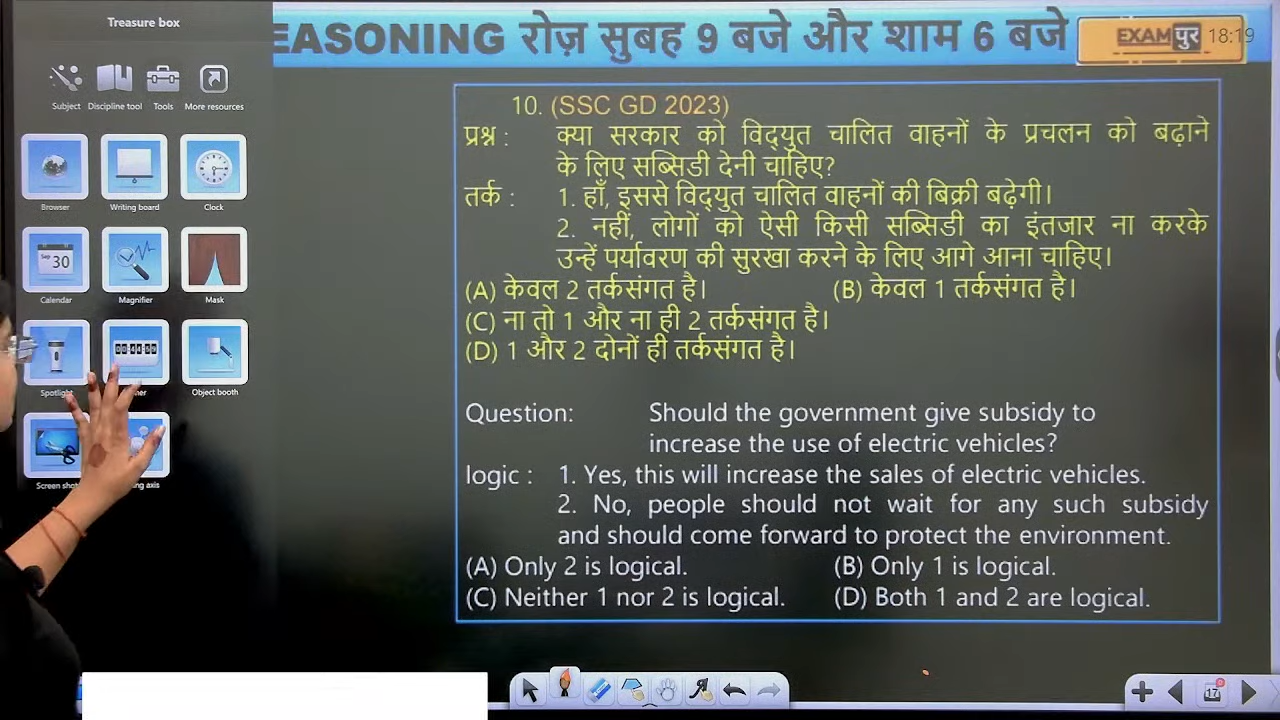 Treasure box
EASONING रोज़ सुबह 9 बजे और शाम 6 बजे
EXAMपुर 18:19
Subject Discipline tool Tools More resources
Browser Writing board Clock
Sep 30
Calendar Magnifier Mask
Spotlight Object booth
10. (SSC GD 2023)
प्रश्न : क्या सरकार को विद्युत चालित वाहनों के प्रचलन को बढ़ाने
के लिए सब्सिडी देनी चाहिए?
तर्क : 1. हाँ, इससे विद्युत चालित वाहनों की बिक्री बढ़ेगी।
2. नहीं, लोगों को ऐसी किसी सब्सिडी का इंतजार ना करके
उन्हें पर्यावरण की सुरखा करने के लिए आगे आना चाहिए।
(A) केवल 2 तर्कसंगत है। (B) केवल 1 तर्कसंगत है।
(C) ना तो 1 और ना ही 2 तर्कसंगत है।
(D) 1 और 2 दोनों ही तर्कसंगत है।
Question: Should the government give subsidy to
increase the use of electric vehicles?
logic : 1. Yes, this will increase the sales of electric vehicles.
2. No, people should not wait for any such subsidy
and should come forward to protect the environment.
(A) Only 2 is logical. (B) Only 1 is logical.
(C) Neither 1 nor 2 is logical. (D) Both 1 and 2 are logical.
17